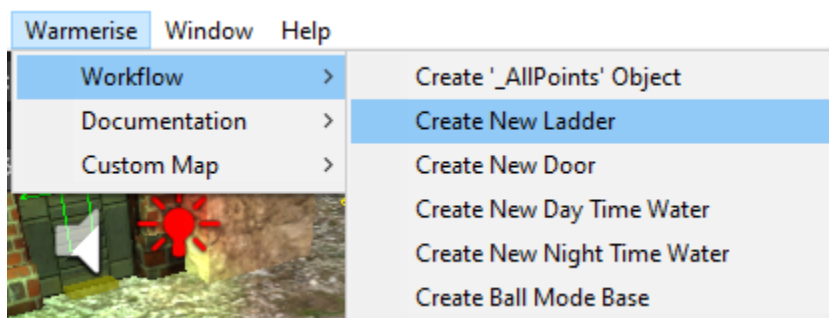 Warmerise Window Help
Workflow > Create '_AllPoints' Object
Documentation > Create New Ladder
Custom Map > Create New Door
Create New Day Time Water
Create New Night Time Water
Create Ball Mode Base